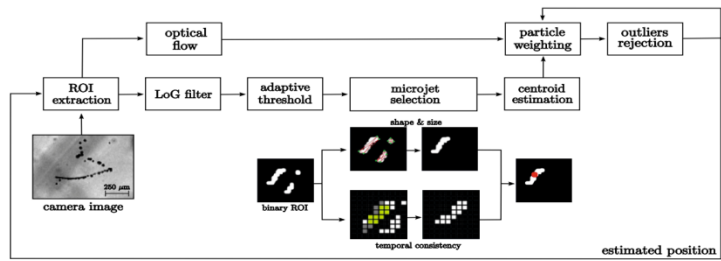 optical
flow
particle
weighting
outliers
rejection
ROI
extraction
LoG filter
adaptive
threshold
microjet
selection
centroid
estimation
shape & size
250 μm
camera image
binary ROI
temporal consistency
estimated position